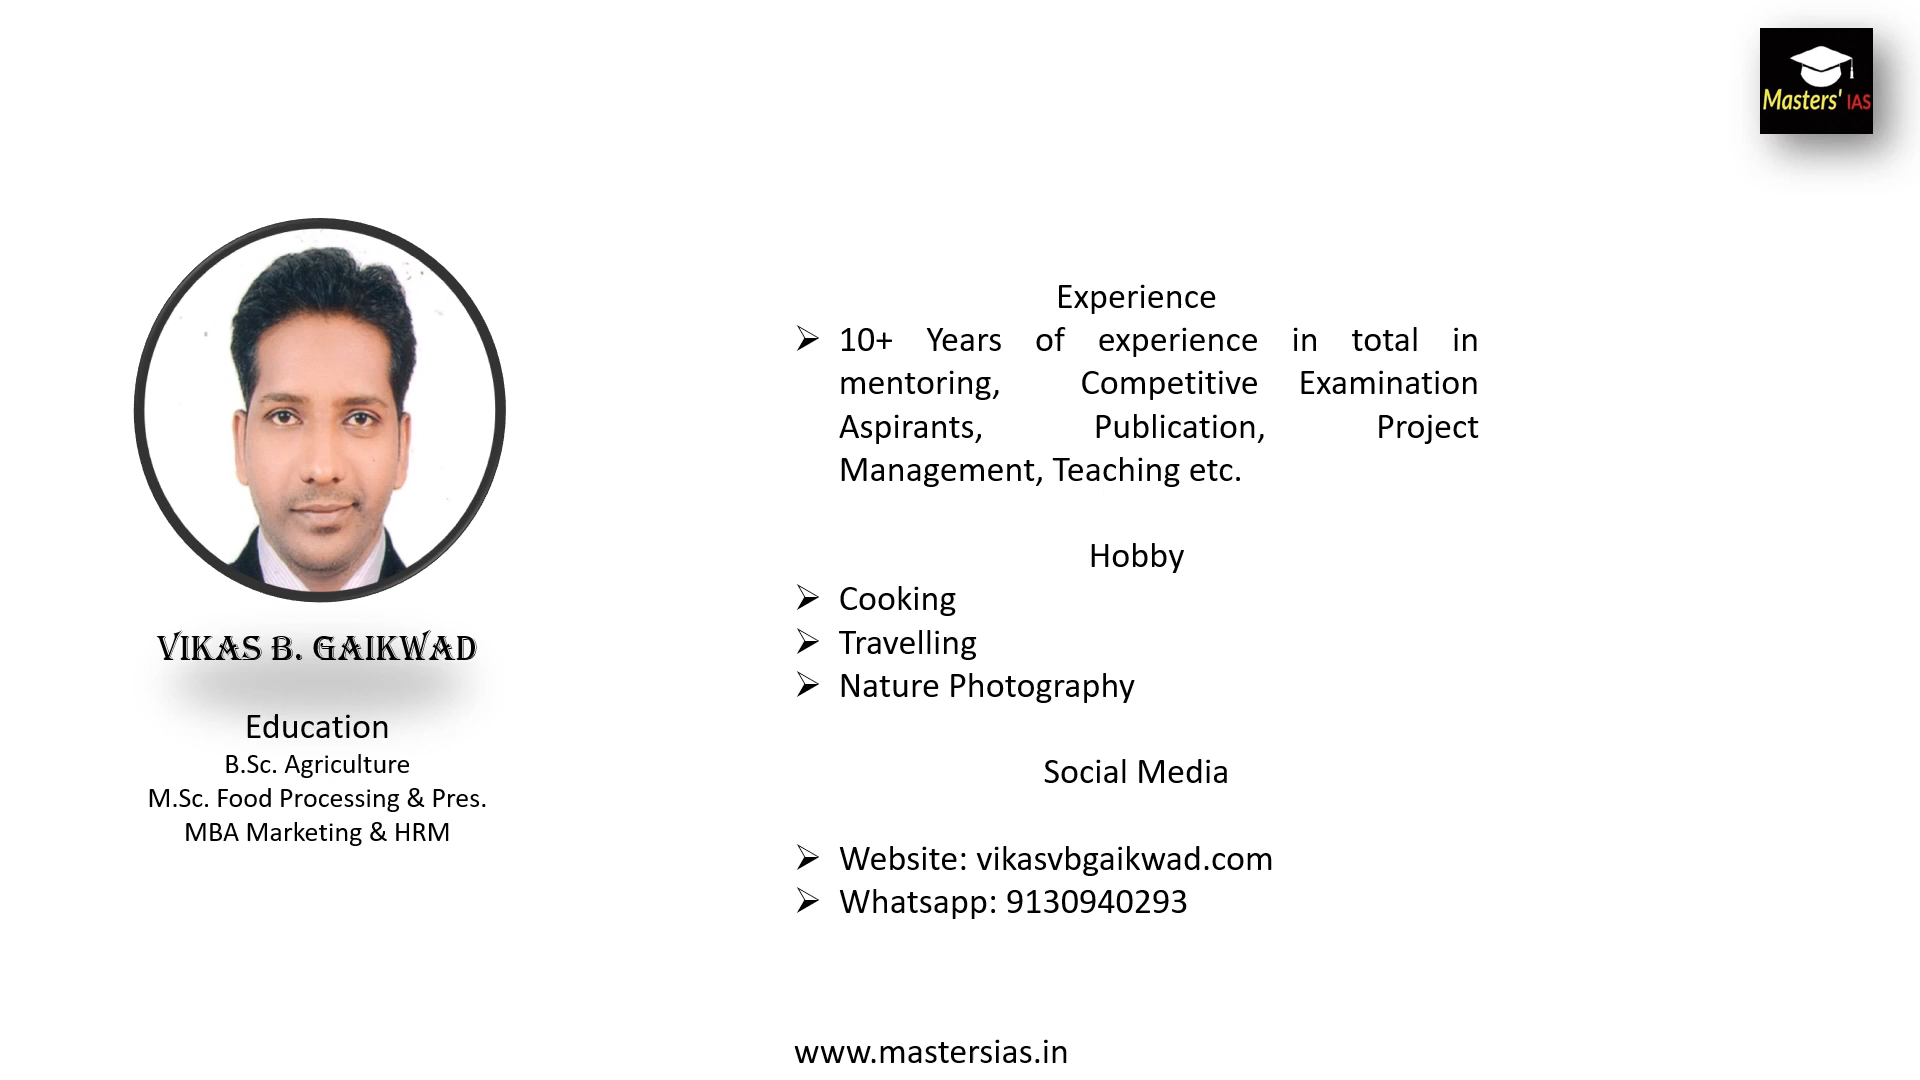 Masters' IAS
VIKAS B. GAIKWAD
Education
B.Sc. Agriculture
M.Sc. Food Processing & Pres.
MBA Marketing & HRM
Experience
➢ 10+ Years of experience in total in
mentoring, Competitive Examination
Aspirants, Publication, Project
Management, Teaching etc.
Hobby
➢ Cooking
➢ Travelling
➢ Nature Photography
Social Media
➢ Website: vikasvbgaikwad.com
➢ Whatsapp: 9130940293
www.mastersias.in